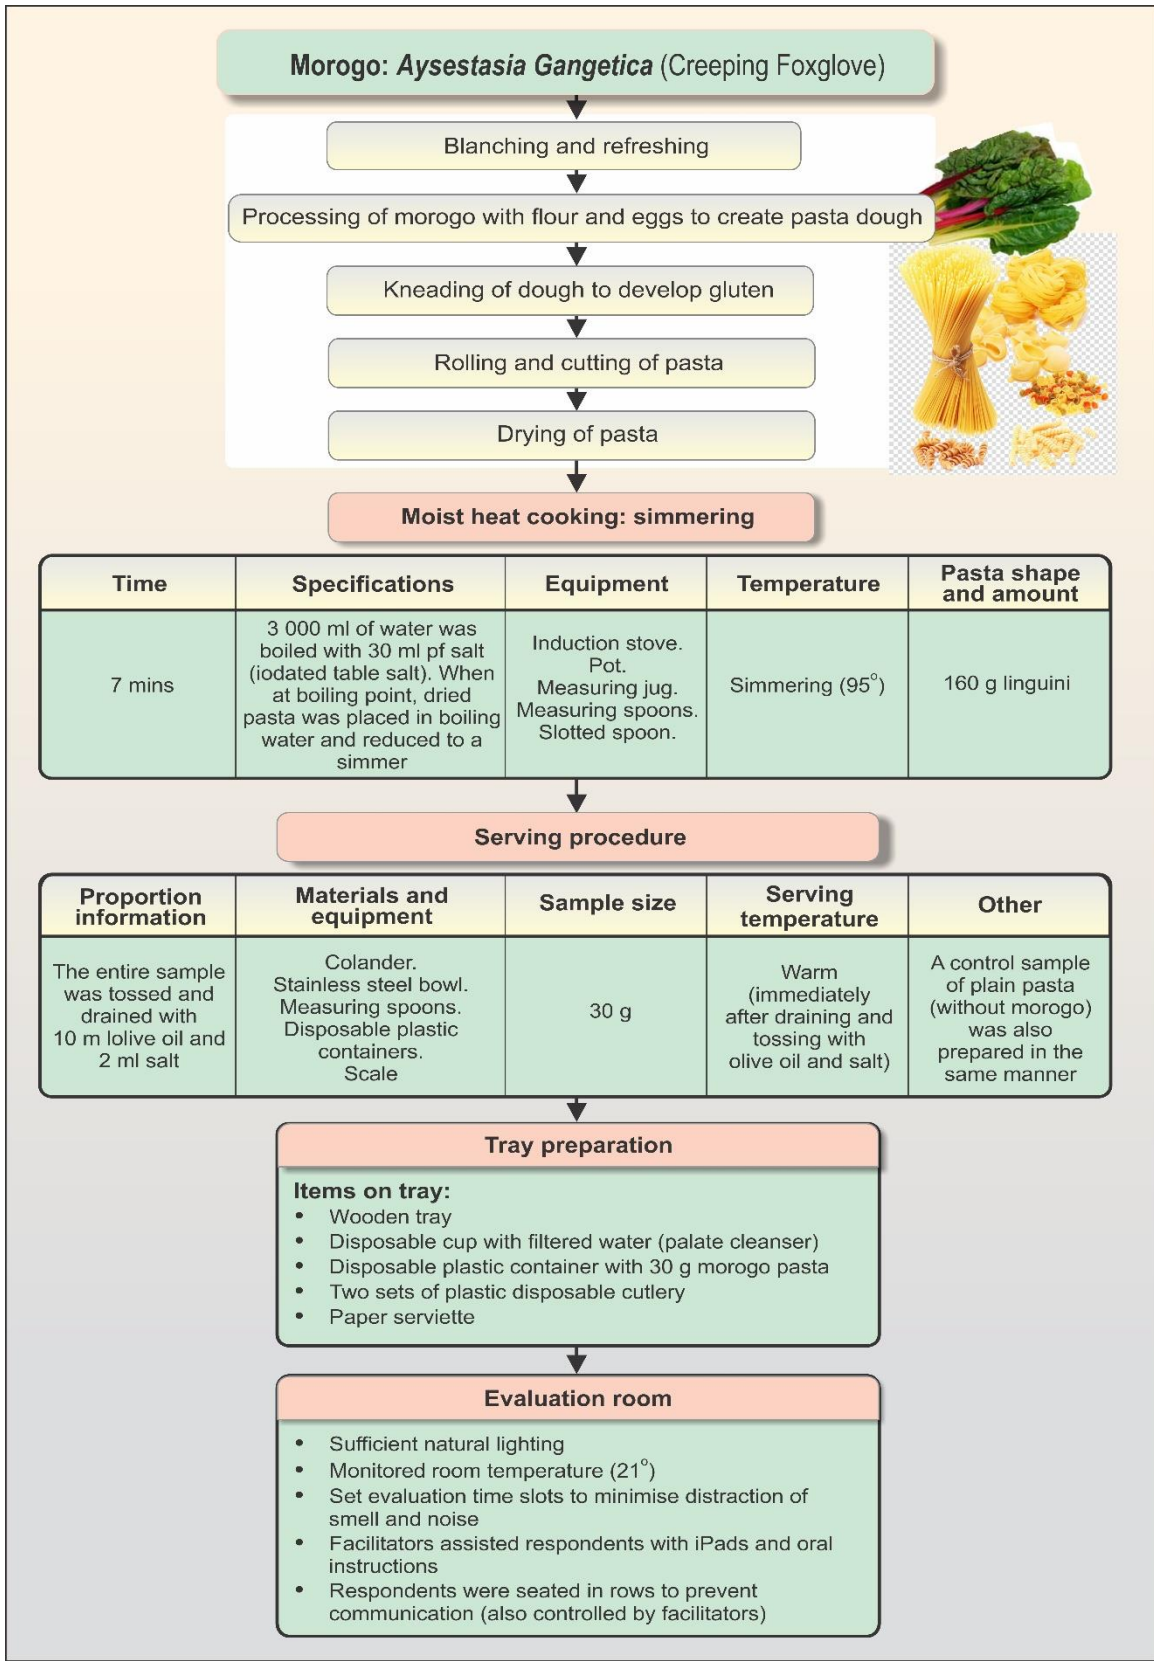 Morogo: Aysestasia Gangetica (Creeping Foxglove)
Blanching and refreshing
Processing of morogo with flour and eggs to create pasta dough
Kneading of dough to develop gluten
Rolling and cutting of pasta
Drying of pasta
Moist heat cooking: simmering
Time
Specifications
Equipment
Temperature
Pasta shape
and amount
7 mins
3 000 ml of water was
boiled with 30 ml pf salt
(iodated table salt). When
at boiling point, dried
pasta was placed in boiling
water and reduced to a
simmer
Induction stove.
Pot.
Measuring jug.
Measuring spoons.
Slotted spoon.
Simmering (95°)
160 g linguini
Serving procedure
Proportion
information
Materials and
equipment
Sample size
Serving
temperature
Other
The entire sample
was tossed and
drained with
10 m lolive oil and
2 ml salt
Colander.
Stainless steel bowl.
Measuring spoons.
Disposable plastic
containers.
Scale
30 g
Warm
(immediately
after draining and
tossing with
olive oil and salt)
A control sample
of plain pasta
(without morogo)
was also
prepared in the
same manner
Tray preparation
Items on tray:
• Wooden tray
• Disposable cup with filtered water (palate cleanser)
• Disposable plastic container with 30 g morogo pasta
• Two sets of plastic disposable cutlery
• Paper serviette
Evaluation room
• Sufficient natural lighting
• Monitored room temperature (21°)
• Set evaluation time slots to minimise distraction of
smell and noise
• Facilitators assisted respondents with iPads and oral
instructions
• Respondents were seated in rows to prevent
communication (also controlled by facilitators)